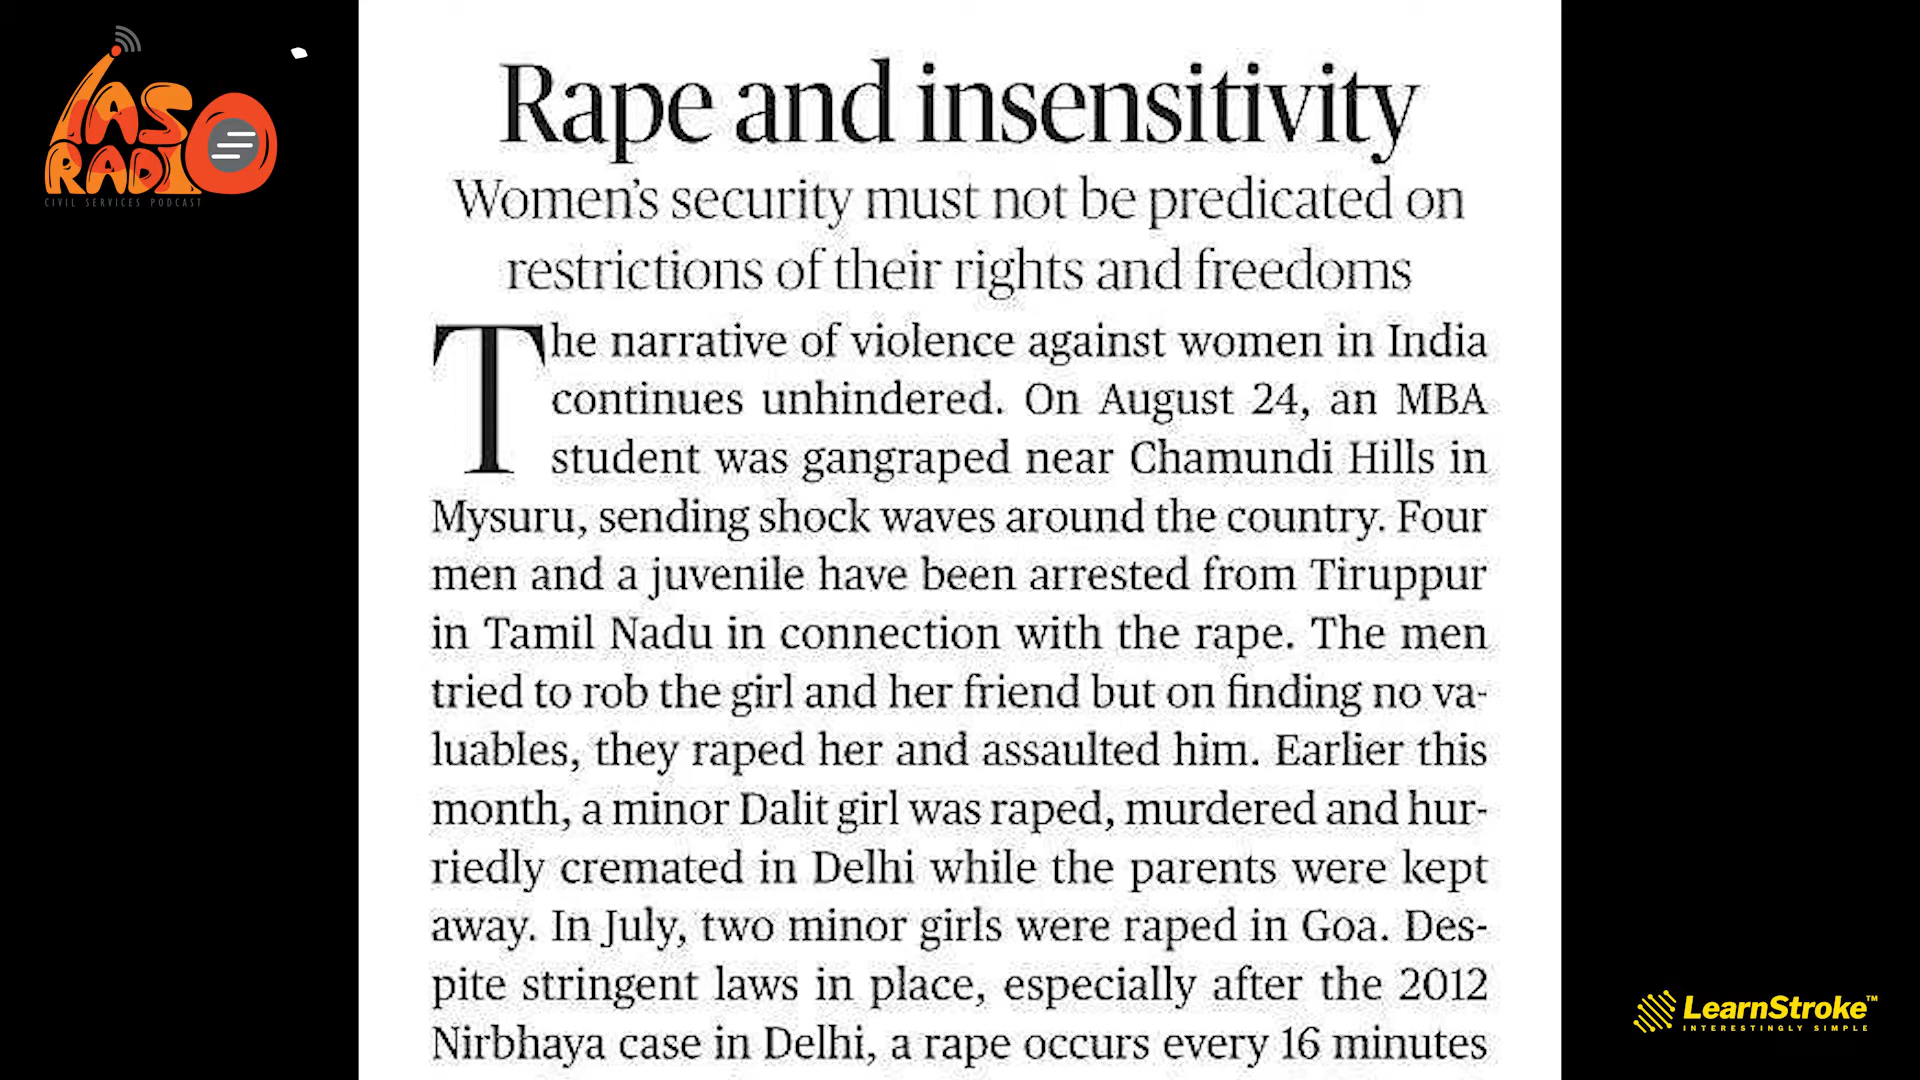 IAS
RADIO
CIVIL SERVICES PODCAST
Rape and insensitivity
Women's security must not be predicated on
restrictions of their rights and freedoms
The narrative of violence against women in India
continues unhindered. On August 24, an MBA
student was gangraped near Chamundi Hills in
Mysuru, sending shock waves around the country. Four
men and a juvenile have been arrested from Tiruppur
in Tamil Nadu in connection with the rape. The men
tried to rob the girl and her friend but on finding no va-
luables, they raped her and assaulted him. Earlier this
month, a minor Dalit girl was raped, murdered and hur-
riedly cremated in Delhi while the parents were kept
away. In July, two minor girls were raped in Goa. Des-
pite stringent laws in place, especially after the 2012
Nirbhaya case in Delhi, a rape occurs every 16 minutes
LearnStroke™
INTERESTINGLY SIMPLE